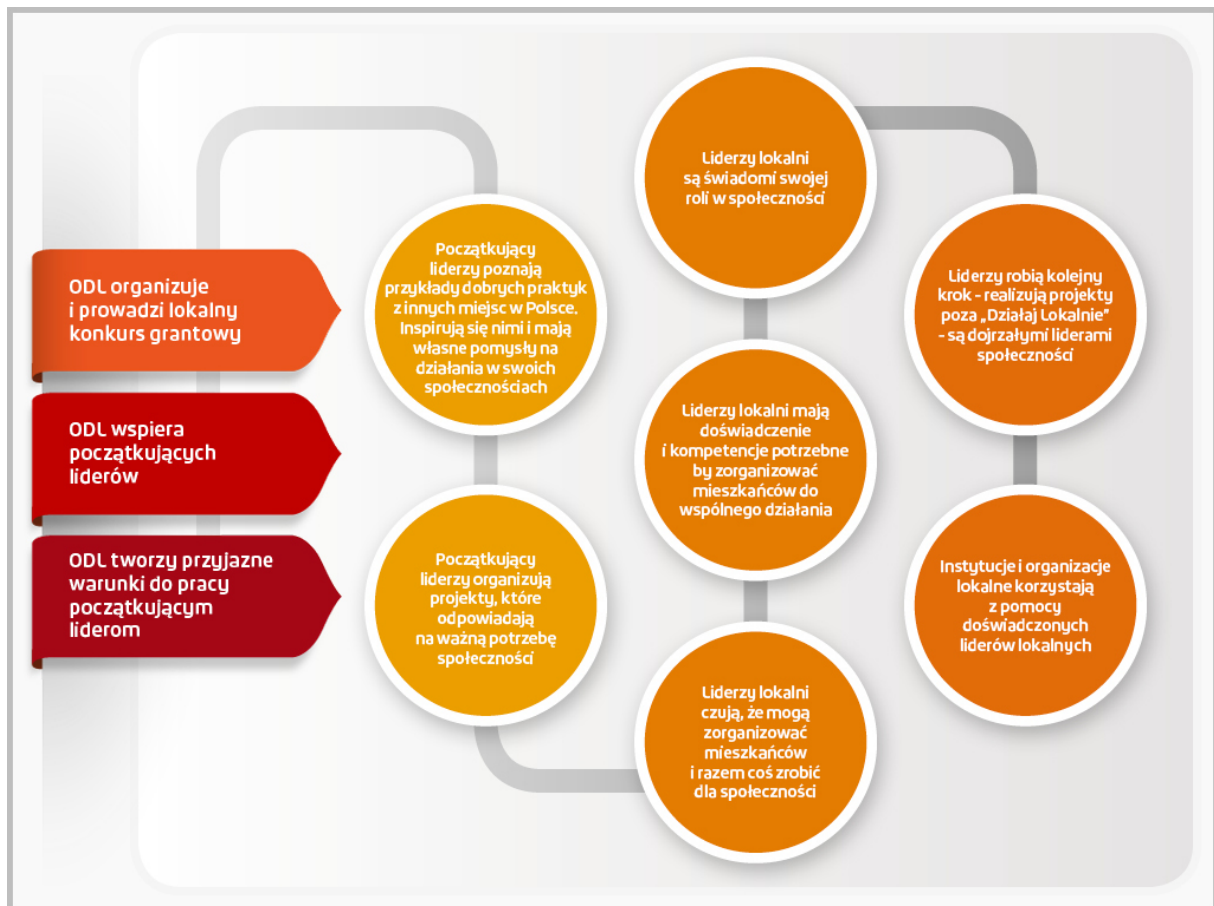 ODL organizuje
i prowadzi lokalny
konkurs grantowy
ODL wspiera
początkujących
liderów
ODL tworzy przyjazne
warunki do pracy
początkującym
liderom
Początkujący
liderzy poznają
przykłady dobrych praktyk
z innych miejsc w Polsce.
Inspirują się nimi i mają
własne pomysły na
działania w swoich
społecznościach
Początkujący
liderzy organizują
projekty, które
odpowiadają
na ważną potrzebę
społeczności
Liderzy lokalni
czują, że mogą
zorganizować
mieszkańców
i razem coś zrobić
dla społeczności
Liderzy lokalni mają
doświadczenie
i kompetencje potrzebne
by zorganizować
mieszkańców do
wspólnego działania
Liderzy lokalni
są świadomi swojej
roli w społeczności
Liderzy robią kolejny
krok - realizują projekty
poza „Działaj Lokalnie”
- są dojrzałymi liderami
społeczności
Instytucje i organizacje
lokalne korzystają
z pomocy
doświadczonych
liderów lokalnych